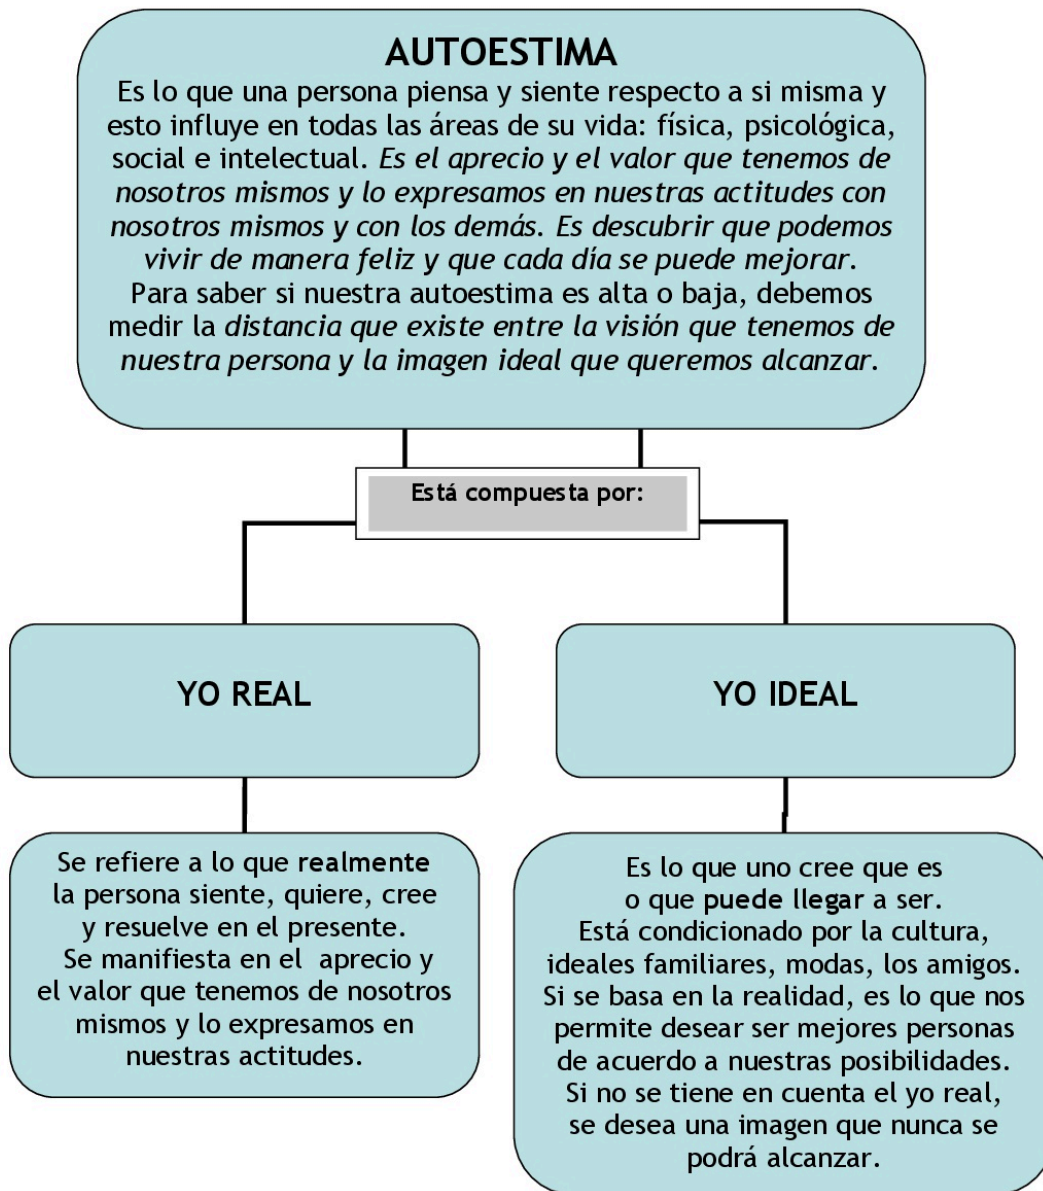 AUTOESTIMA
Es lo que una persona piensa y siente respecto a si misma y
esto influye en todas las áreas de su vida: física, psicológica,
social e intelectual. Es el aprecio y el valor que tenemos de
nosotros mismos y lo expresamos en nuestras actitudes con
nosotros mismos y con los demás. Es descubrir que podemos
vivir de manera feliz y que cada día se puede mejorar.
Para saber si nuestra autoestima es alta o baja, debemos
medir la distancia que existe entre la visión que tenemos de
nuestra persona y la imagen ideal que queremos alcanzar.
Está compuesta por:
YO REAL
Se refiere a lo que realmente
la persona siente, quiere, cree
y resuelve en el presente.
Se manifiesta en el aprecio y
el valor que tenemos de nosotros
mismos y lo expresamos en
nuestras actitudes.
YO IDEAL
Es lo que uno cree que es
o que puede llegar a ser.
Está condicionado por la cultura,
ideales familiares, modas, los amigos.
Si se basa en la realidad, es lo que nos
permite desear ser mejores personas
de acuerdo a nuestras posibilidades.
Si no se tiene en cuenta el yo real,
se desea una imagen que nunca se
podrá alcanzar.